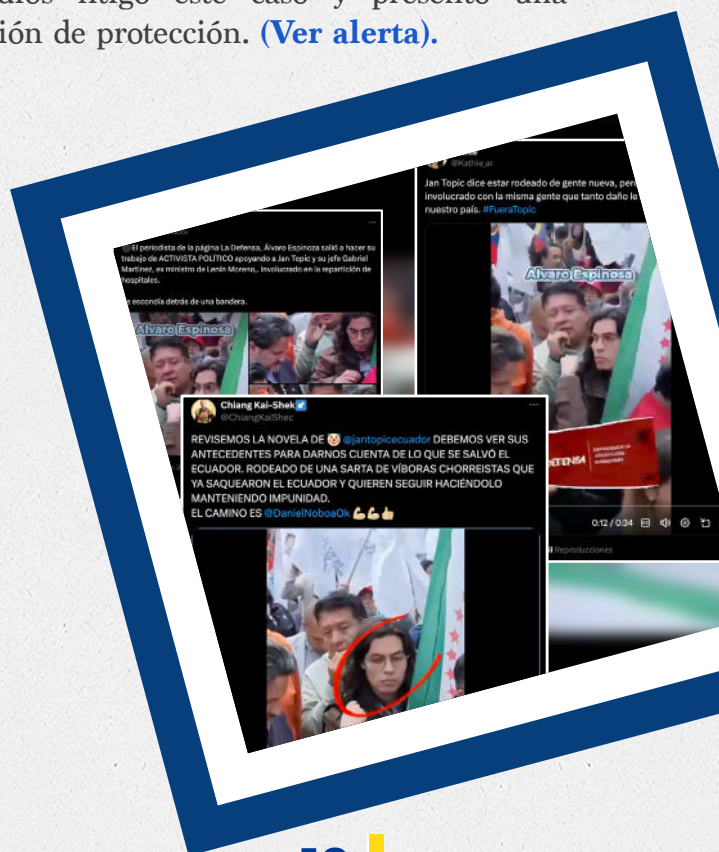 dios litigó este caso y presentó una
ión de protección. (Ver alerta).
@Kathie_ar
Jan Topic dice estar rodeado de gente nueva,
involucrado con la misma gente que tanto daño le
nuestro país. #FueraTopic
Alvaro Espinosa
DEFENSA
0:12 / 0:34
Reproducciones
El periodista de la página La Defensa, Álvaro Espinoza salió a hacer su
trabajo de ACTIVISTA POLÍTICO apoyando a Jan Topic y su jefe Gabriel
Martínez, ex ministro de Lenin Moreno,, involucrado en la repartición de
hospitales.
escondía detrás de una bandera.
Alvaro Espinosa
Chiang Kai-Shek
@ChiangKaiShec
REVISEMOS LA NOVELA DE 🤡 @jantopicecuador DEBEMOS VER SUS
ANTECEDENTES PARA DARNOS CUENTA DE LO QUE SE SALVÓ EL
ECUADOR. RODEADO DE UNA SARTA DE VÍBORAS CHORREISTAS QUE
YA SAQUEARON EL ECUADOR Y QUIEREN SEGUIR HACIÉNDOLO
MANTENIENDO IMPUNIDAD.
EL CAMINO ES @DanielNoboaOk 💪💪👍